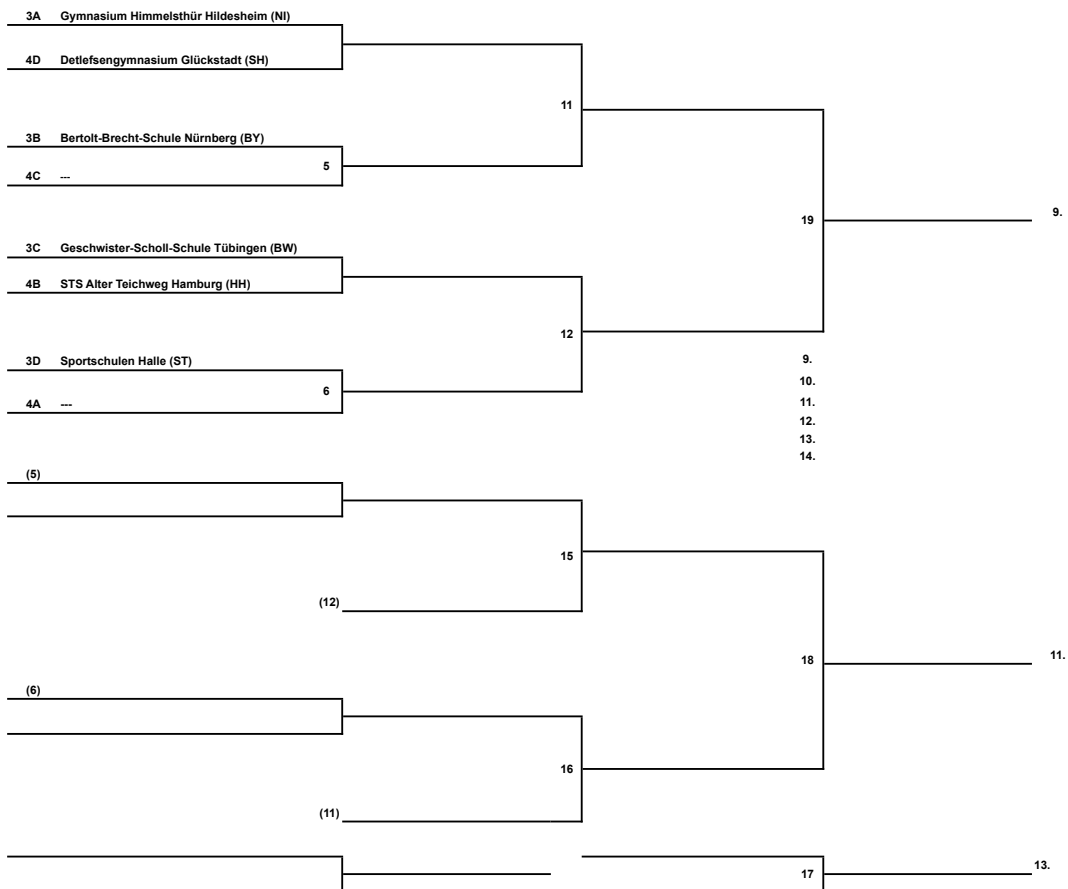 3A Gymnasium Himmelsthür Hildesheim (NI)
4D Detlefsengymnasium Glückstadt (SH)
11
3B Bertolt-Brecht-Schule Nürnberg (BY)
5
4C ---
19
9.
3C Geschwister-Scholl-Schule Tübingen (BW)
4B STS Alter Teichweg Hamburg (HH)
12
3D Sportschulen Halle (ST)
6
4A ---
9.
10.
11.
12.
13.
14.
(5)
15
(12)
18
11.
(6)
16
(11)
17
13.